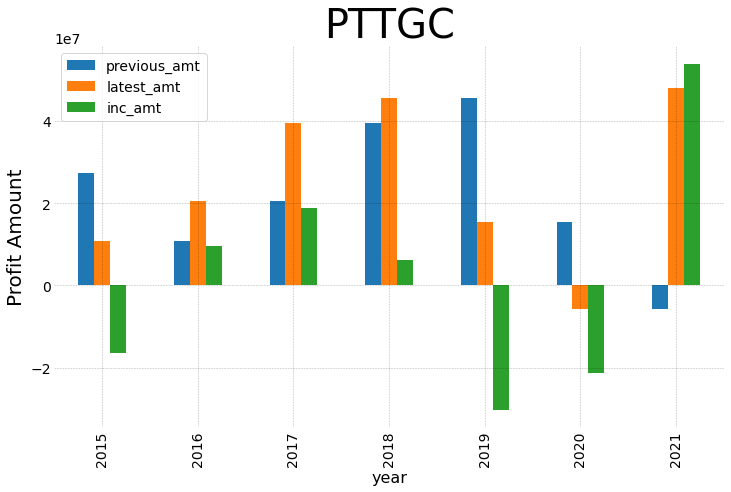 PTTGC
1e7
previous_amt
latest_amt
inc_amt
4
2
0
−2
Profit Amount
2015
2016
2017
2018
2019
2020
2021
year